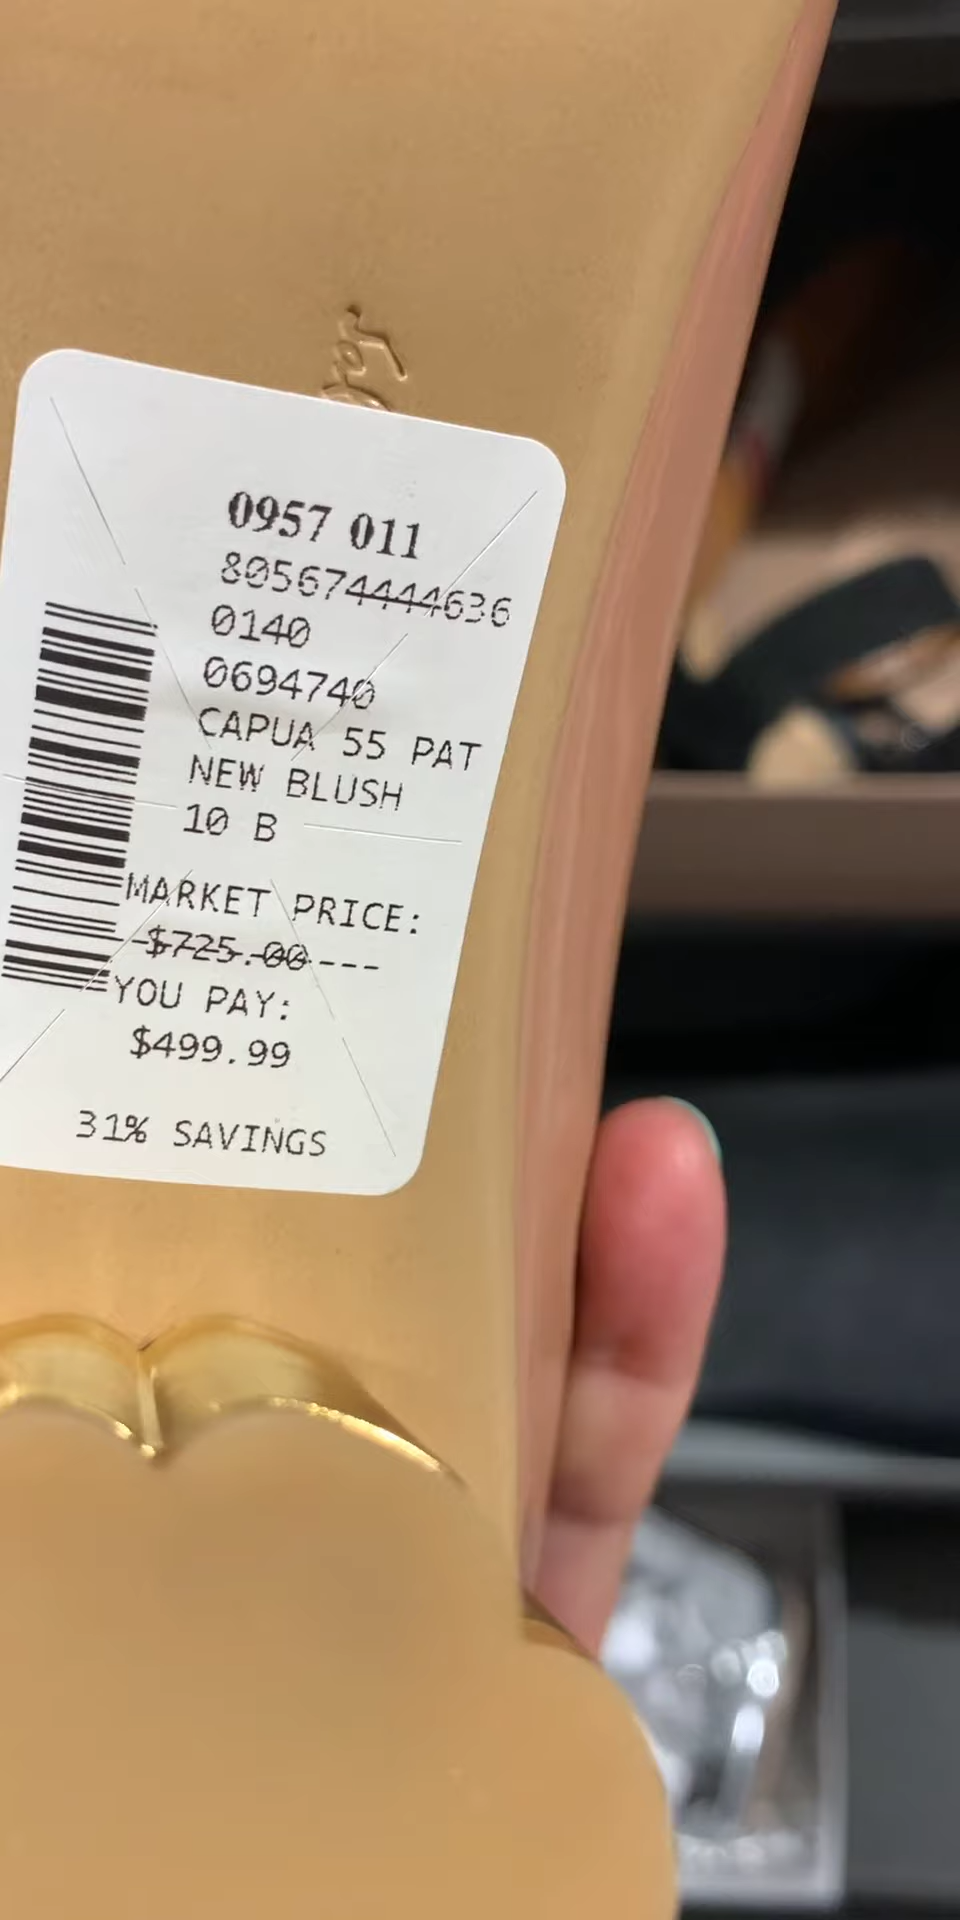 0957 011
805674444636
0140
0694740
CAPUA 55 PAT
NEW BLUSH
10 B
MARKET PRICE:
-$725.00---
YOU PAY:
$499.99
31% SAVINGS